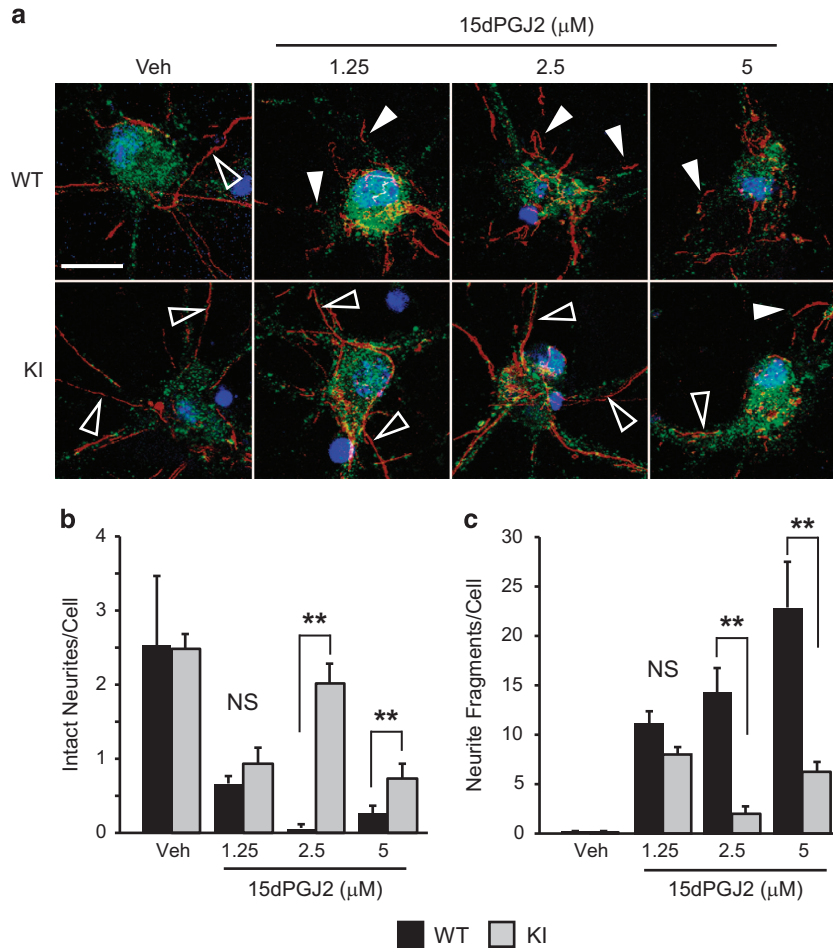 a
15dPGJ2 (μM)
Veh 1.25 2.5 5
WT
KI
b
4
3
2
1
0
Intact Neurites/Cell
NS
**
**
Veh 1.25 2.5 5
15dPGJ2 (μM)
c
30
25
20
15
10
5
0
Neurite Fragments/Cell
NS
**
**
Veh 1.25 2.5 5
15dPGJ2 (μM)
WT KI